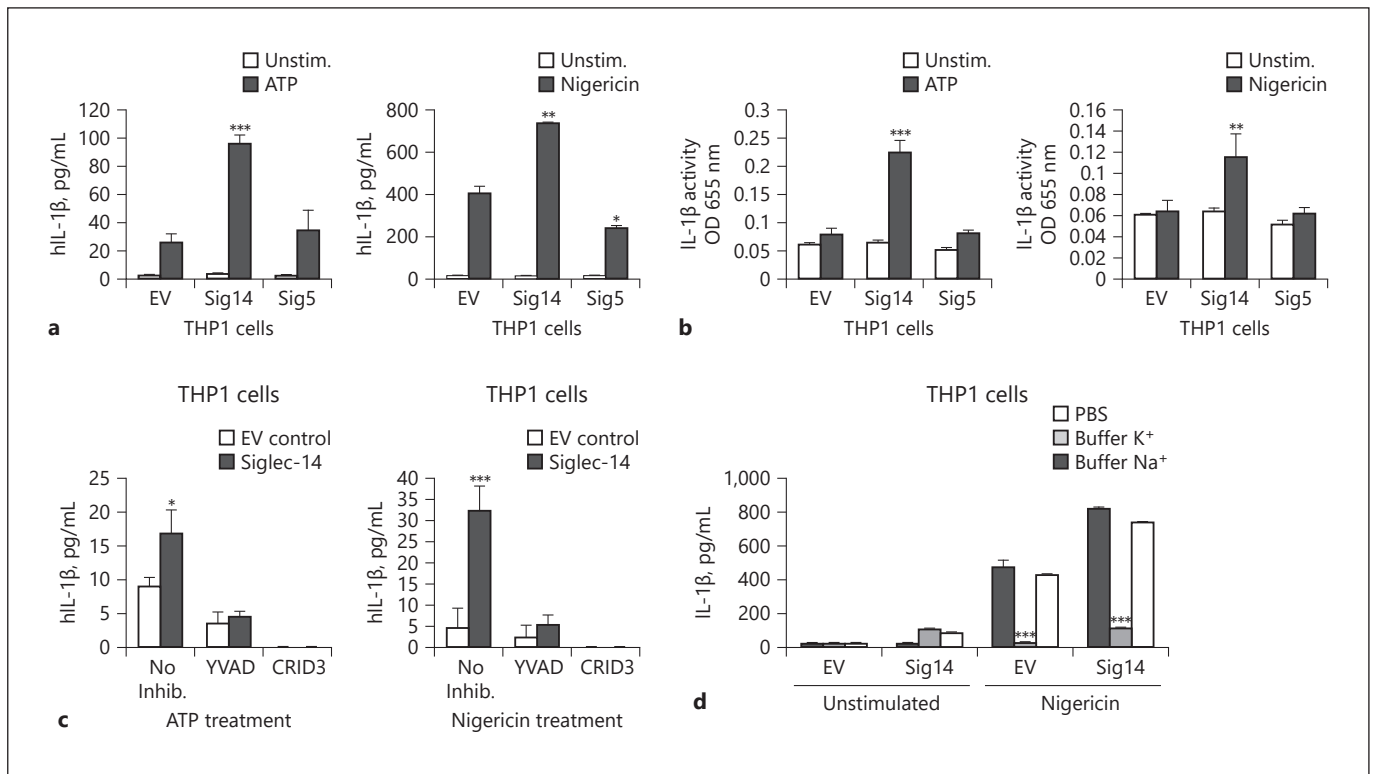 Unstim.
ATP
hIL-1β, pg/mL
120
100
80
60
40
20
0
***
EV
Sig14
Sig5
THP1 cells
a
Unstim.
Nigericin
hIL-1β, pg/mL
800
600
400
200
0
**
*
EV
Sig14
Sig5
THP1 cells
Unstim.
ATP
IL-1β activity
OD 655 nm
0.3
0.25
0.2
0.15
0.1
0.05
0
***
EV
Sig14
Sig5
THP1 cells
b
Unstim.
Nigericin
IL-1β activity
OD 655 nm
0.16
0.14
0.12
0.10
0.1
0.06
0.04
0.02
0
**
EV
Sig14
Sig5
THP1 cells
THP1 cells
EV control
Siglec-14
hIL-1β, pg/mL
25
20
15
10
5
0
*
No
Inhib.
YVAD
CRID3
ATP treatment
c
THP1 cells
EV control
Siglec-14
hIL-1β, pg/mL
40
35
35
30
25
10
5
5
0
***
No
Inhib.
YVAD
CRID3
Nigericin treatment
THP1 cells
PBS
Buffer K⁺
Buffer Na⁺
IL-1β, pg/mL
1,000
800
600
400
200
0
***
***
EV
Sig14
EV
Sig14
Unstimulated
Nigericin
d